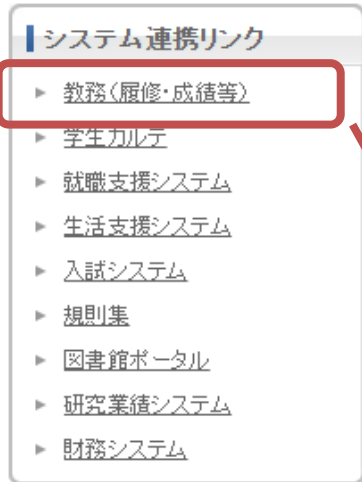 システム連携リンク
教務(履修・成績等)
学生カルテ
就職支援システム
生活支援システム
入試システム
規則集
図書館ポータル
研究業績システム
財務システム